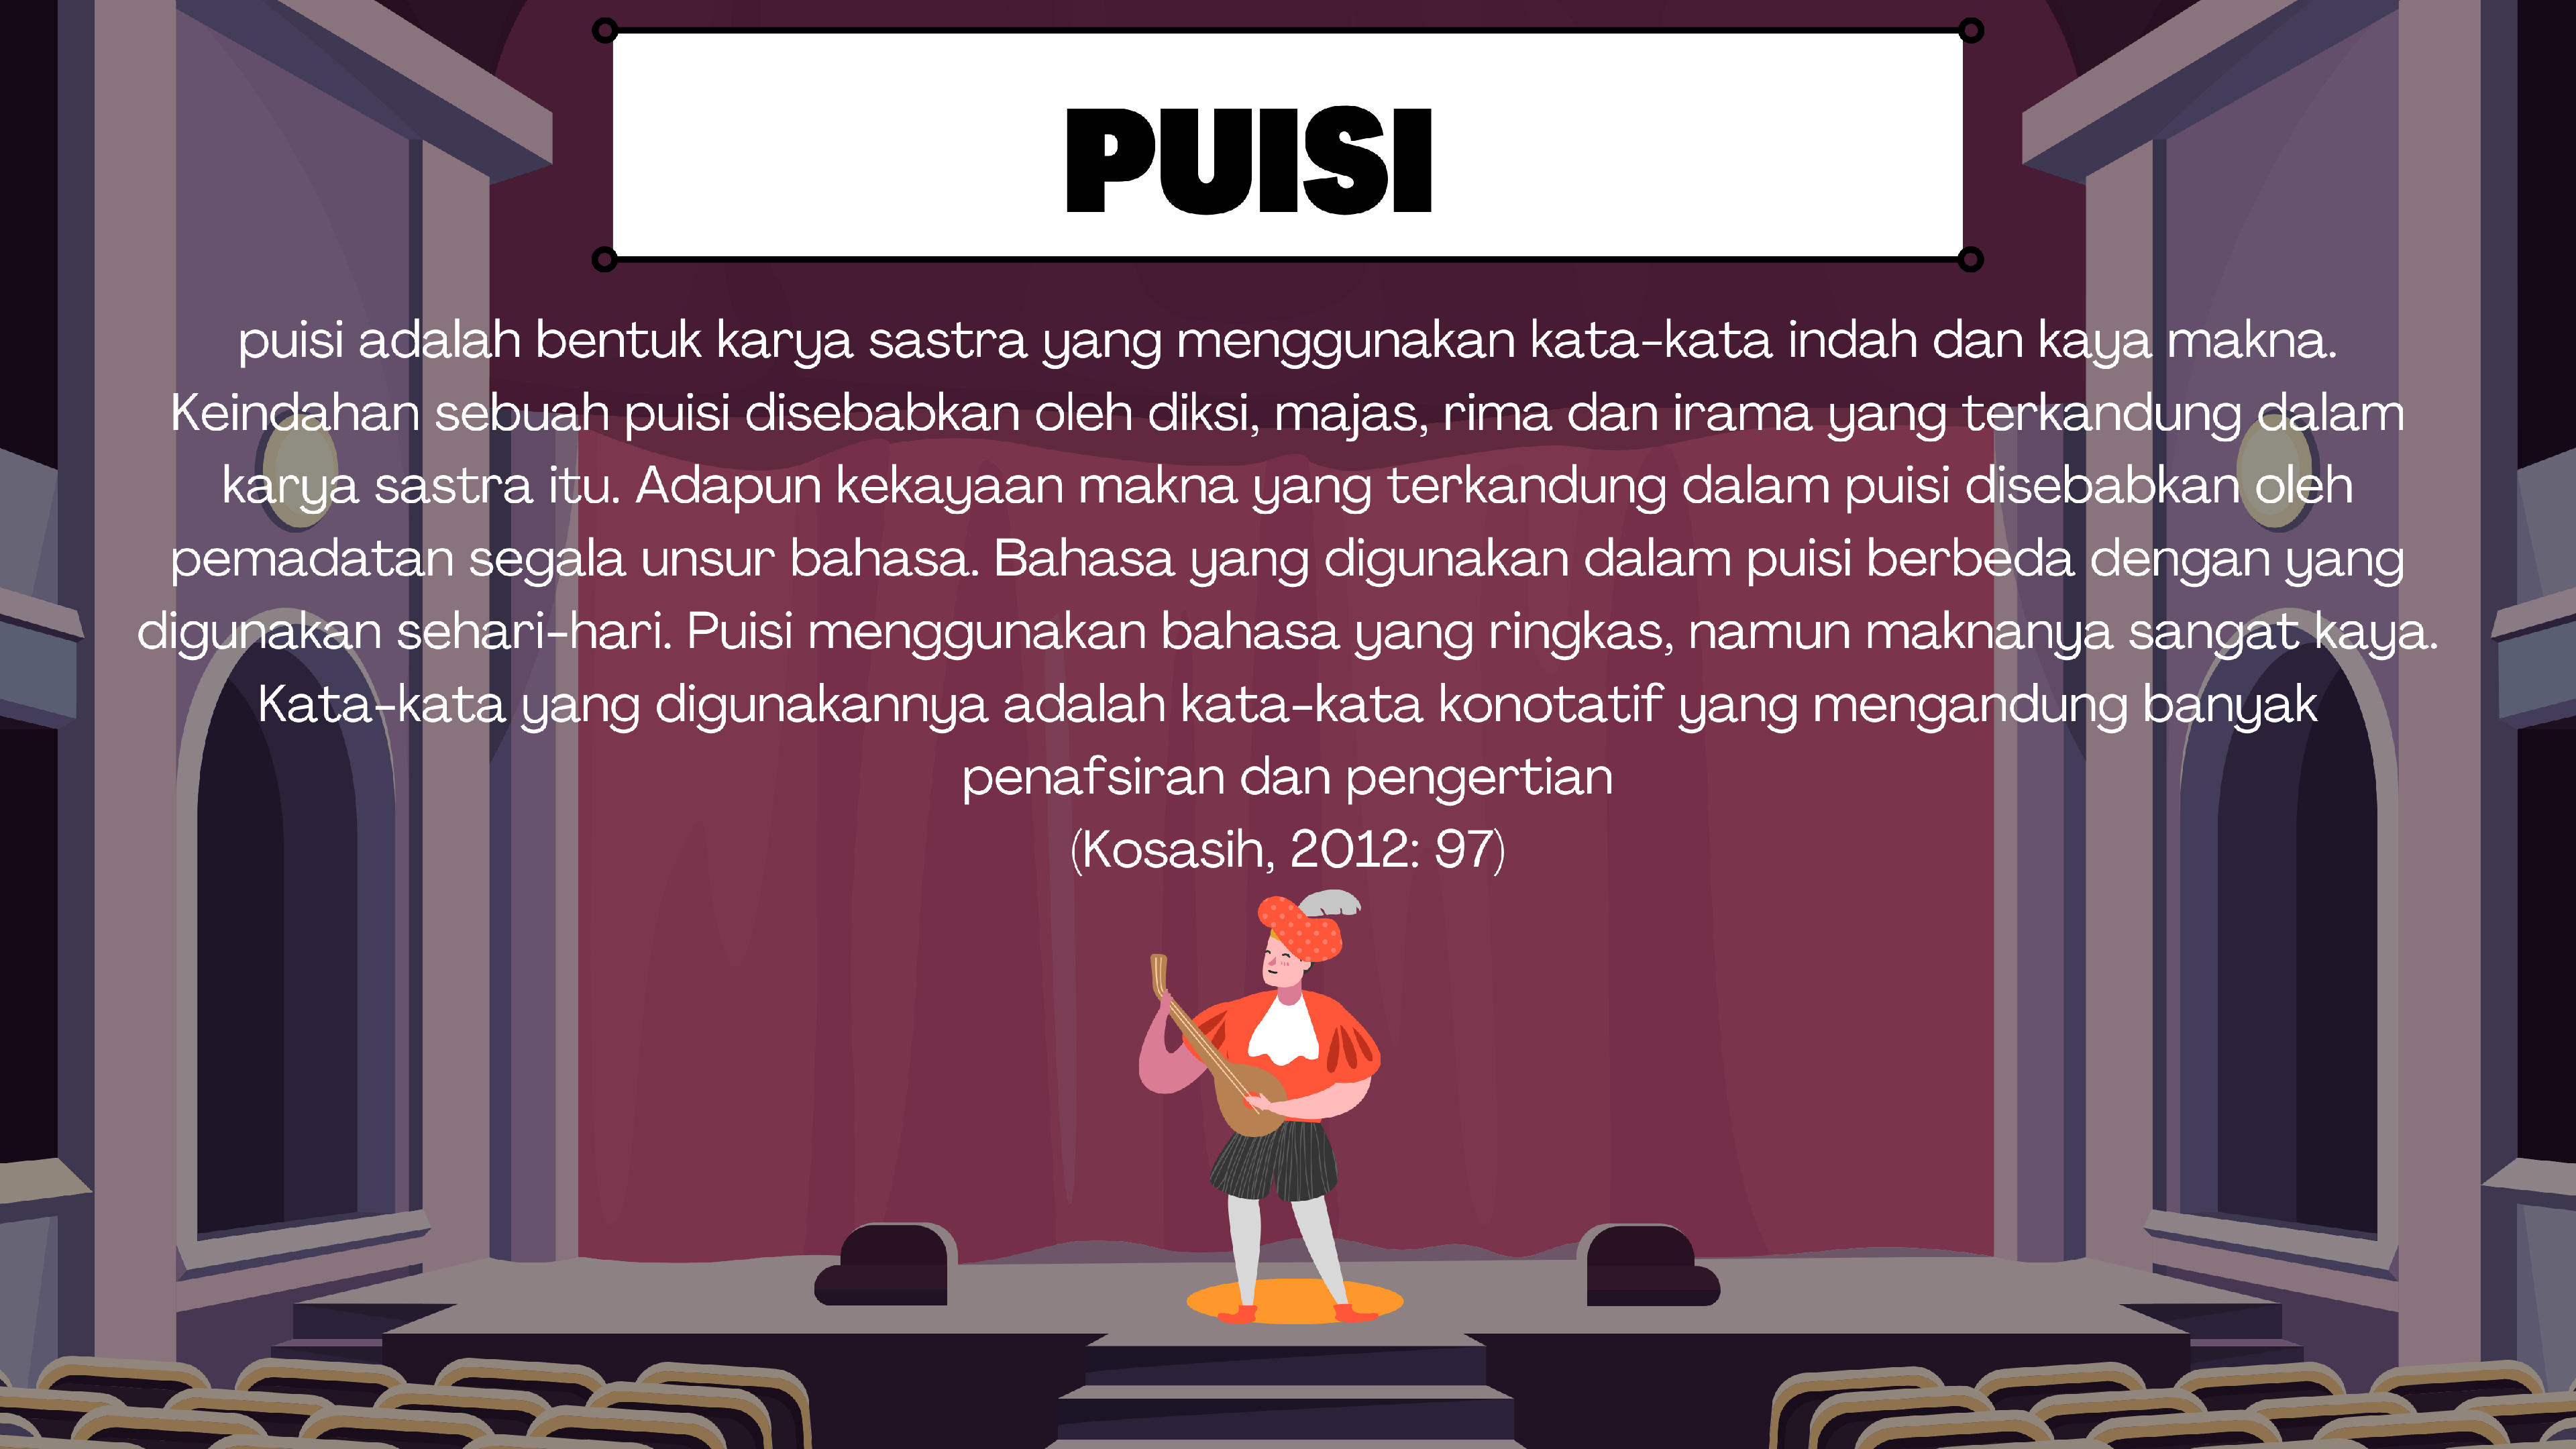 PUISI
puisi adalah bentuk karya sastra yang menggunakan kata-kata indah dan kaya makna.
Keindahan sebuah puisi disebabkan oleh diksi, majas, rima dan irama yang terkandung dalam
karya sastra itu. Adapun kekayaan makna yang terkandung dalam puisi disebabkan oleh
pemadatan segala unsur bahasa. Bahasa yang digunakan dalam puisi berbeda dengan yang
digunakan sehari-hari. Puisi menggunakan bahasa yang ringkas, namun maknanya sangat kaya.
Kata-kata yang digunakannya adalah kata-kata konotatif yang mengandung banyak
penafsiran dan pengertian
(Kosasih, 2012: 97)